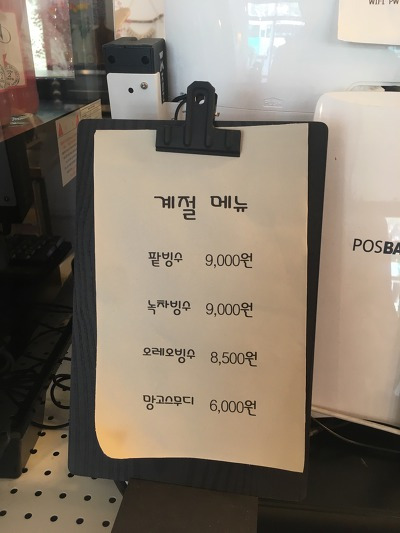 WIFI PW
계절 메뉴
팥빙수 9,000원
녹차빙수 9,000원
POSBA
오레오빙수 8,500원
망고스무디 6,000원